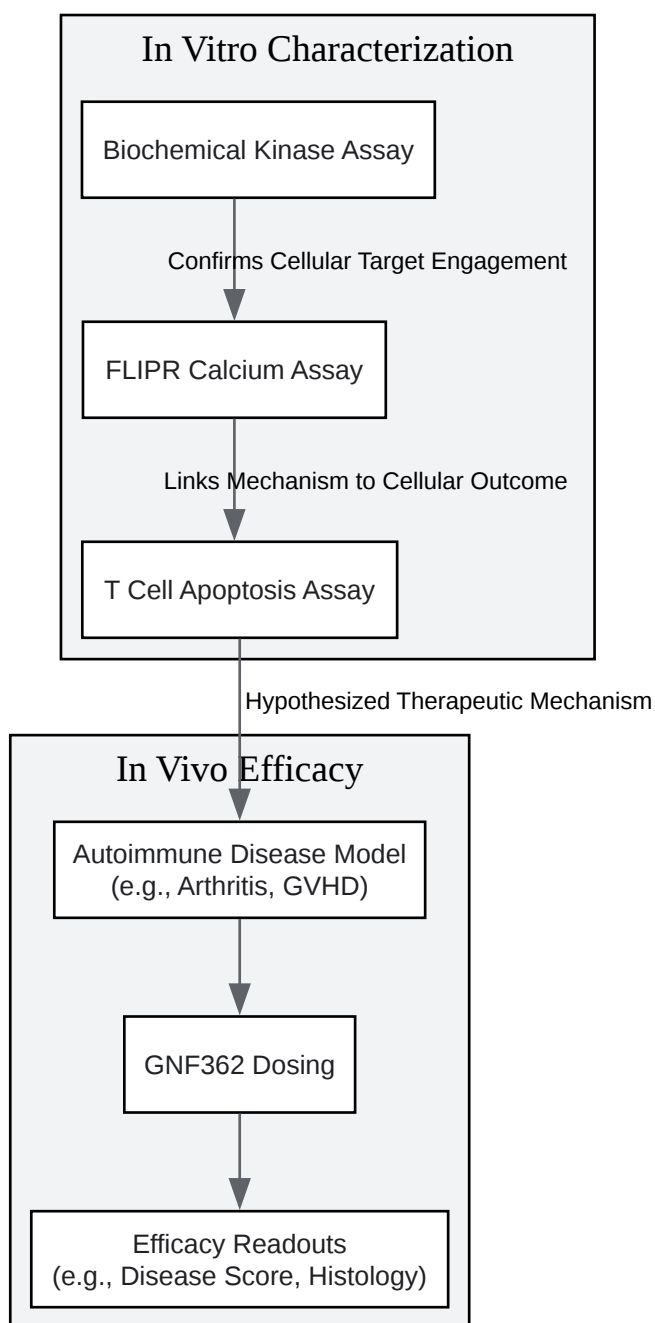 In Vitro Characterization
Biochemical Kinase Assay
Confirms Cellular Target Engagement
FLIPR Calcium Assay
Links Mechanism to Cellular Outcome
T Cell Apoptosis Assay
Hypothesized Therapeutic Mechanism
In Vivo Efficacy
Autoimmune Disease Model
(e.g., Arthritis, GVHD)
GNF362 Dosing
Efficacy Readouts
(e.g., Disease Score, Histology)